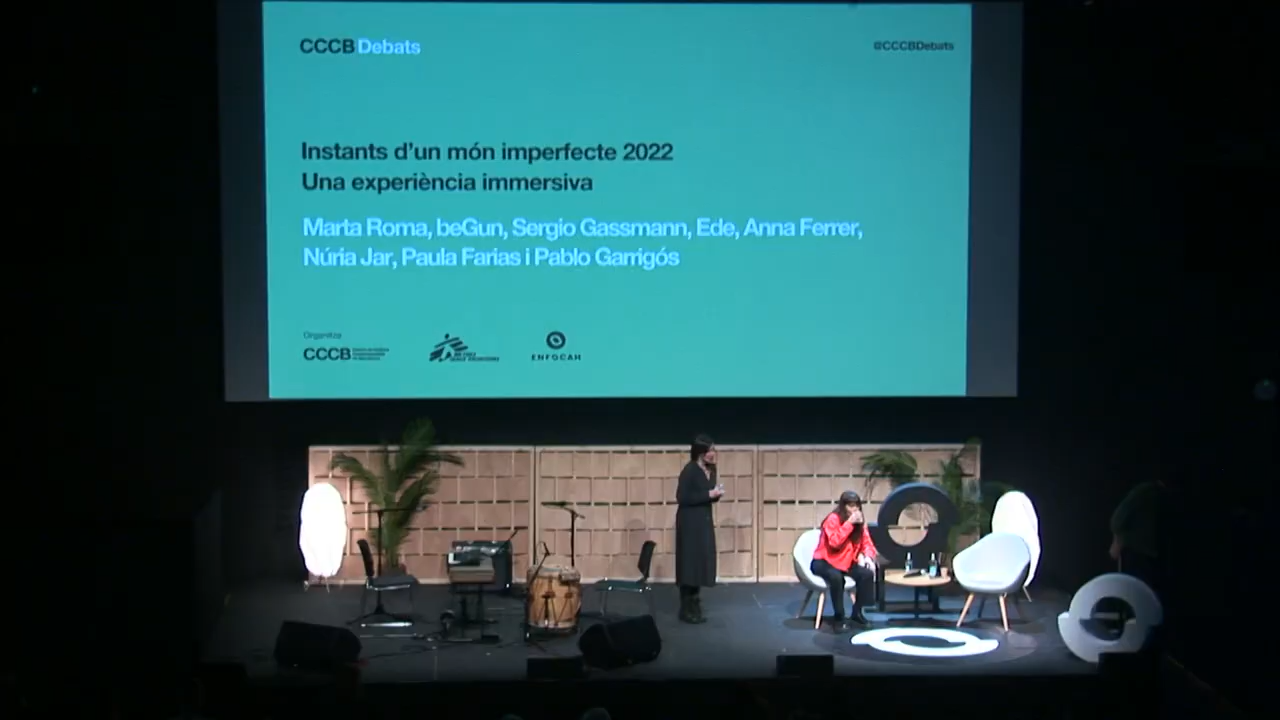 CCCB Debats
@CCCBDebats
Instants d'un món imperfecte 2022
Una experiència immersiva
Marta Roma, beGun, Sergio Gassmann, Ede, Anna Ferrer,
Núria Jar, Paula Farias i Pablo Garrigós
Organitza
CCCB
ENFOCAH